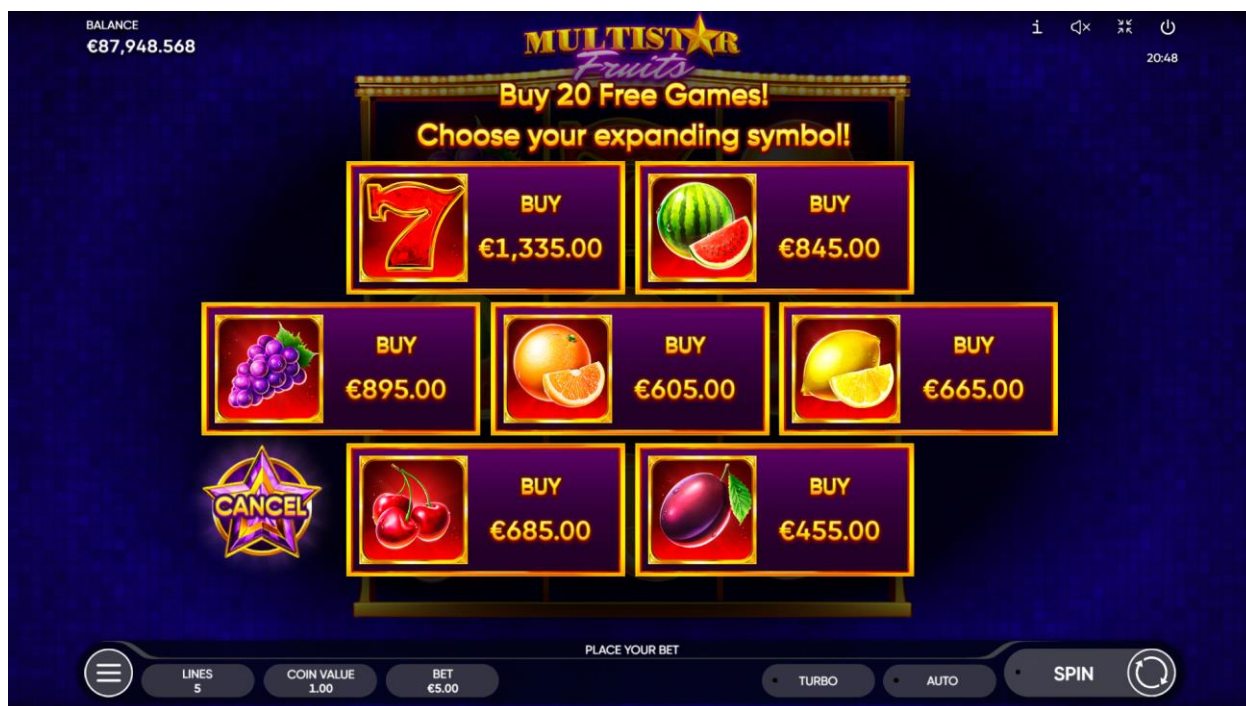 BALANCE
€87,948.568
i
20:48
MULTISTAR
Fruits
Buy 20 Free Games!
Choose your expanding symbol!
BUY
€1,335.00
BUY
€845.00
BUY
€895.00
BUY
€605.00
BUY
€665.00
CANCEL
BUY
€685.00
BUY
€455.00
PLACE YOUR BET
LINES
5
COIN VALUE
1.00
BET
€5.00
TURBO
AUTO
SPIN